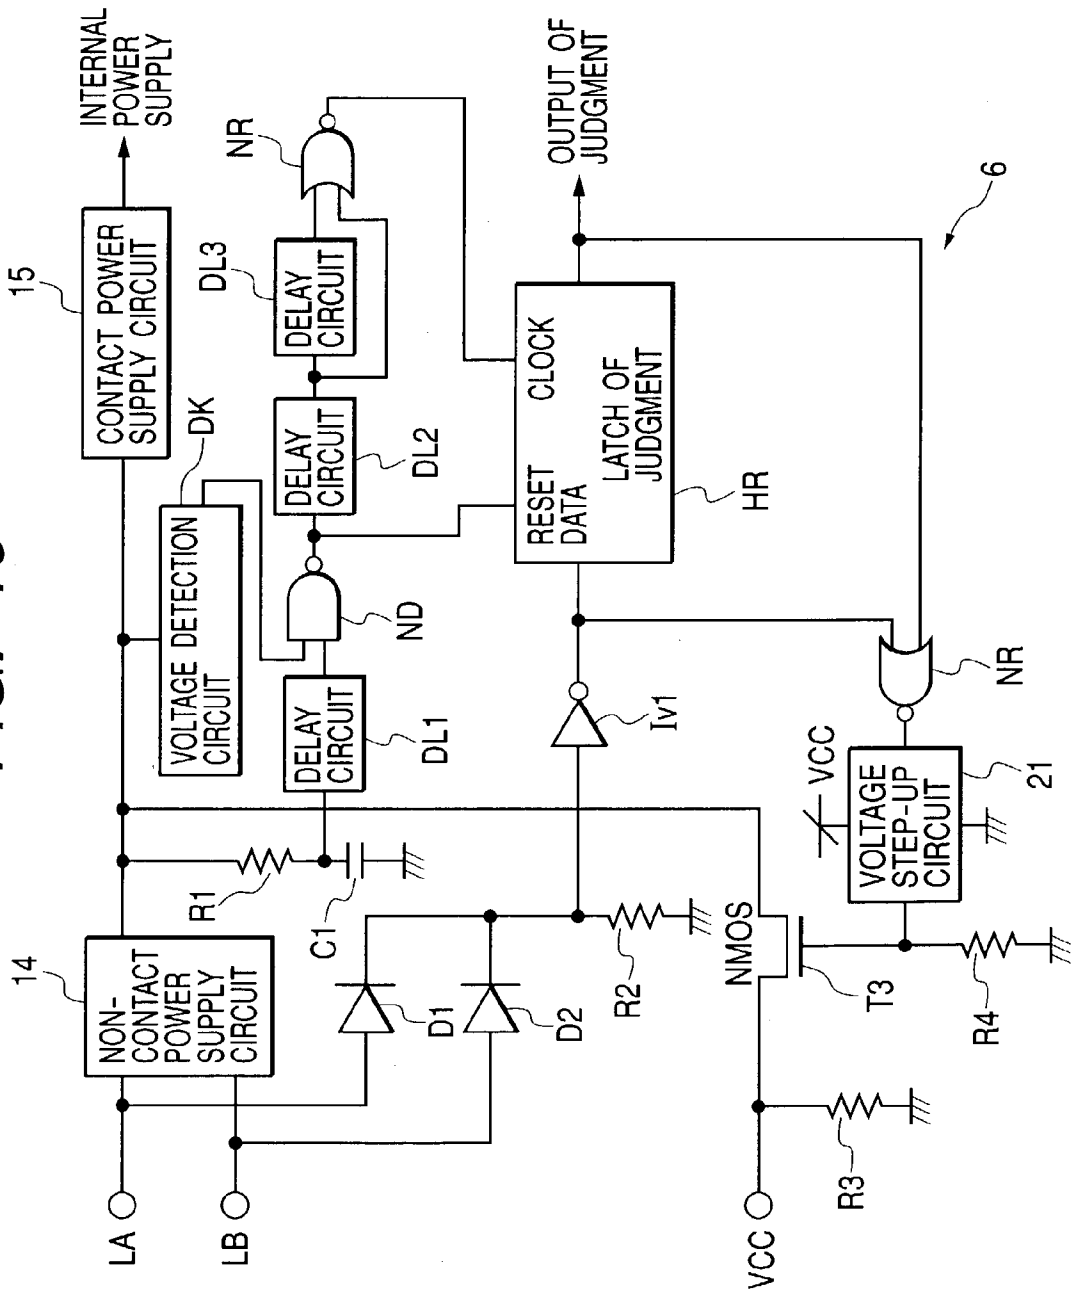 LA
LB
VCC
14
NON-
CONTACT
POWER
SUPPLY
CIRCUIT
R1
C1
D1
D2
R2
R3
NMOS
T3
R4
DELAY
CIRCUIT
DL1
VOLTAGE DETECTION
CIRCUIT
DK
ND
DELAY
CIRCUIT
DL2
DELAY
CIRCUIT
DL3
NR
15
CONTACT POWER
SUPPLY CIRCUIT
INTERNAL
POWER
SUPPLY
Iv1
RESET
DATA
CLOCK
LATCH OF
JUDGMENT
HR
OUTPUT OF
JUDGMENT
VCC
VOLTAGE
STEP-UP
CIRCUIT
21
NR
6